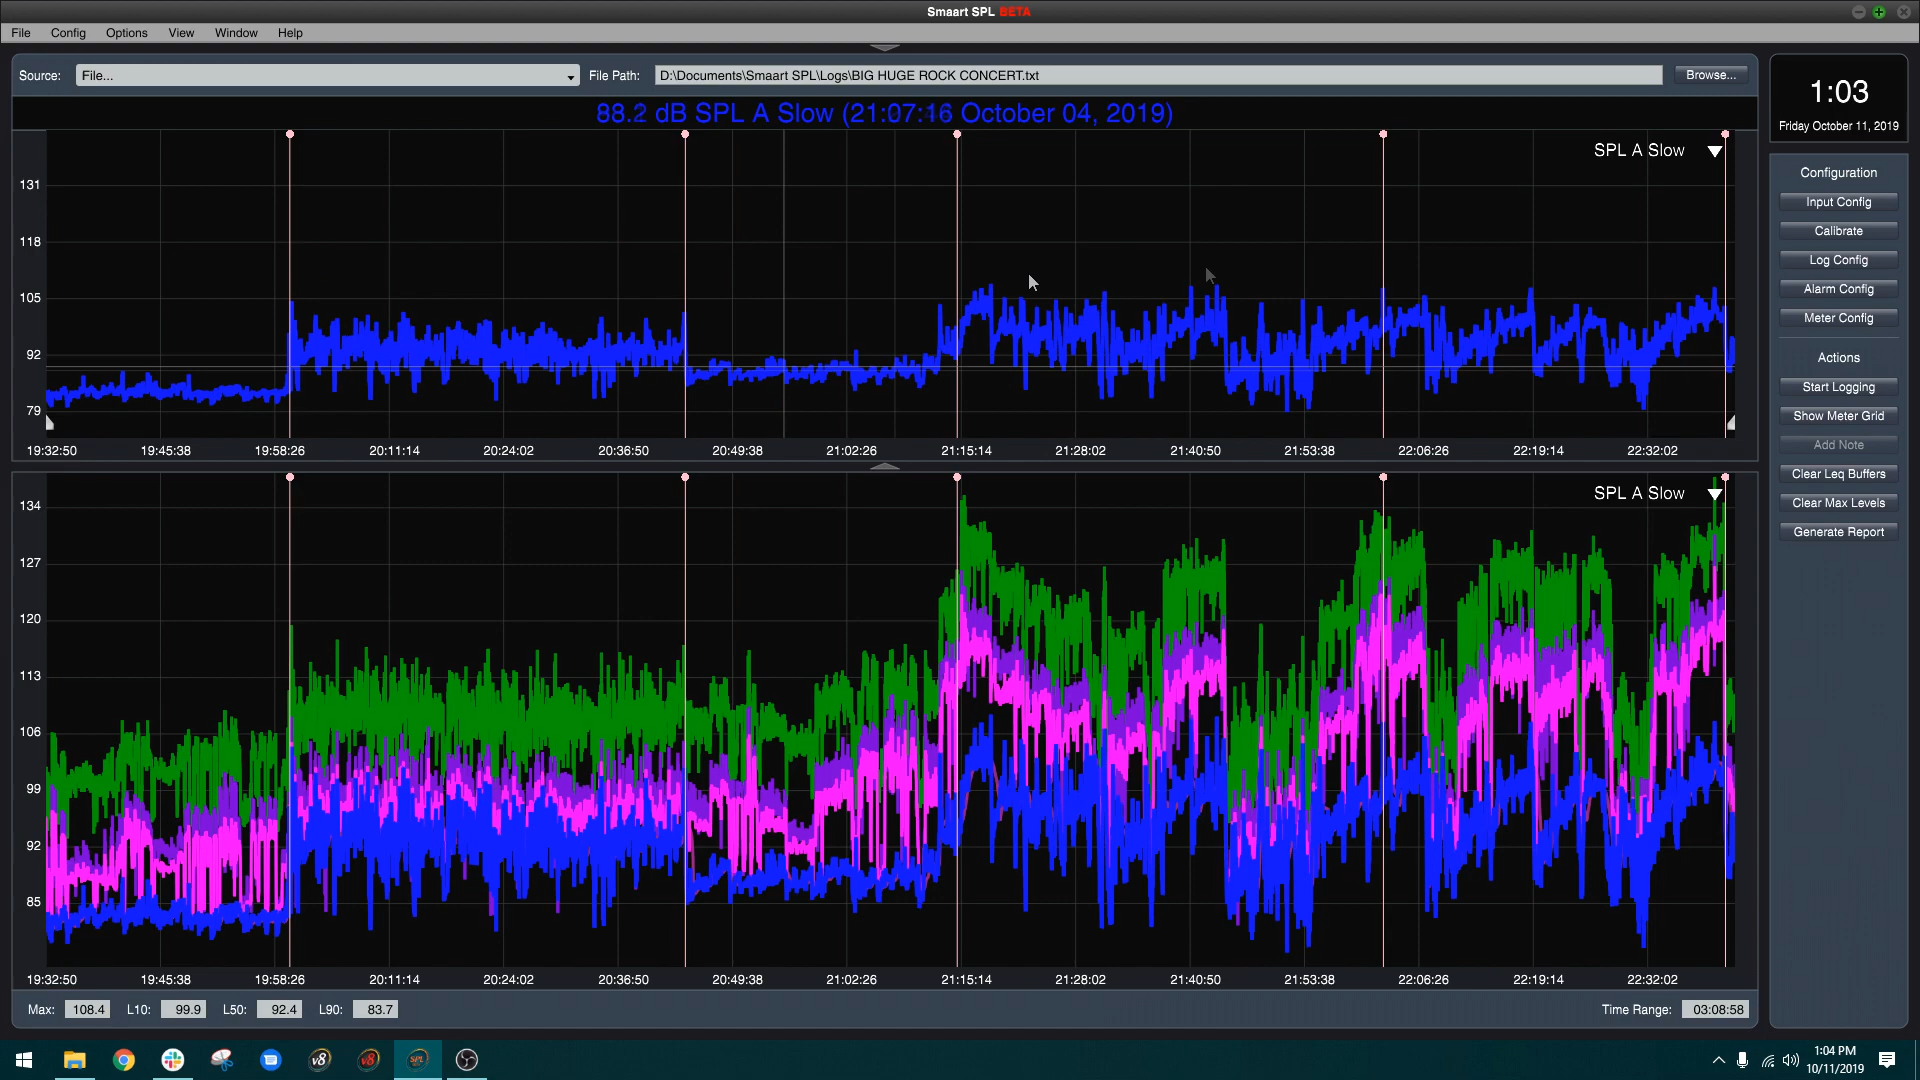 Smaart SPL BETA
File Config Options View Window Help
Source: File... File Path: D:\Documents\Smaart SPL\Logs\BIG HUGE ROCK CONCERT.txt Browse...
88.2 dB SPL A Slow (21:07:16 October 04, 2019)
SPL A Slow
131
118
105
92
79
19:32:50 19:45:38 19:58:26 20:11:14 20:24:02 20:36:50 20:49:38 21:02:26 21:15:14 21:28:02 21:40:50 21:53:38 22:06:26 22:19:14 22:32:02
SPL A Slow
134
127
120
113
106
99
92
85
19:32:50 19:45:38 19:58:26 20:11:14 20:24:02 20:36:50 20:49:38 21:02:26 21:15:14 21:28:02 21:40:50 21:53:38 22:06:26 22:19:14 22:32:02
Max: 108.4 L10: 99.9 L50: 92.4 L90: 83.7 Time Range: 03:08:58
1:03
Friday October 11, 2019
Configuration
Input Config
Calibrate
Log Config
Alarm Config
Meter Config
Actions
Start Logging
Show Meter Grid
Add Note
Clear Leq Buffers
Clear Max Levels
Generate Report
v8 v8 SPL
1:04 PM
10/11/2019